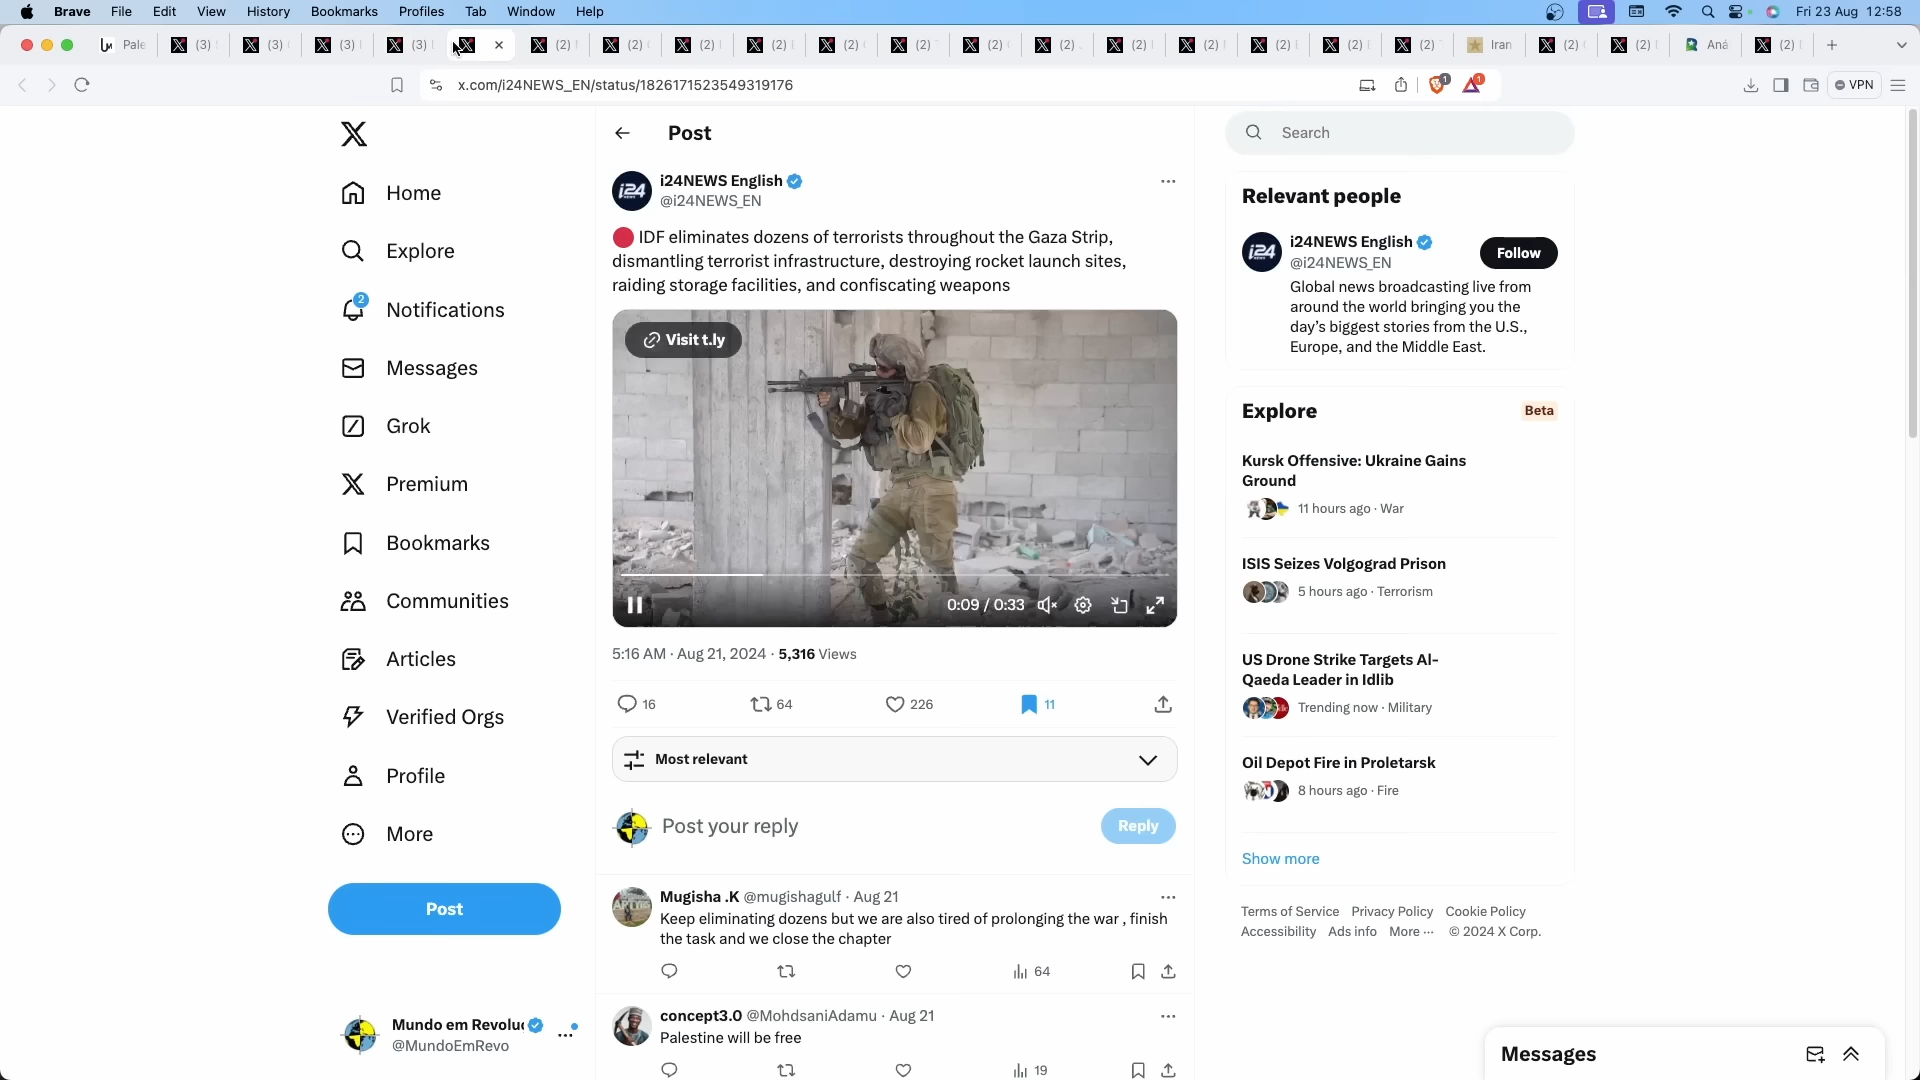 Brave File Edit View History Bookmarks Profiles Tab Window Help
Fri 23 Aug 12:58
Pale (3) (3) (3) (3) (2) (2) (2) (2) (2) (2) (2) (2) (2) (2) (2) (2) (2) Iran (2) (2) Aná (2)
x.com/i24NEWS_EN/status/1826171523549319176
1
1
VPN
Home
Explore
2
Notifications
Messages
Grok
Premium
Bookmarks
Communities
Articles
Verified Orgs
Profile
More
Post
Mundo em Revoluç
@MundoEmRevo
Post
i24NEWS English
@i24NEWS_EN
IDF eliminates dozens of terrorists throughout the Gaza Strip,
dismantling terrorist infrastructure, destroying rocket launch sites,
raiding storage facilities, and confiscating weapons
Visit t.ly
0:09 / 0:33
5:16 AM · Aug 21, 2024 · 5,316 Views
16 64 226 11
Most relevant
Post your reply
Reply
Mugisha .K @mugishagulf · Aug 21
Keep eliminating dozens but we are also tired of prolonging the war , finish
the task and we close the chapter
64
concept3.0 @MohdsaniAdamu · Aug 21
Palestine will be free
19
Search
Relevant people
i24NEWS English
@i24NEWS_EN
Follow
Global news broadcasting live from
around the world bringing you the
day's biggest stories from the U.S.,
Europe, and the Middle East.
Explore
Beta
Kursk Offensive: Ukraine Gains
Ground
11 hours ago · War
ISIS Seizes Volgograd Prison
5 hours ago · Terrorism
US Drone Strike Targets Al-
Qaeda Leader in Idlib
Trending now · Military
Oil Depot Fire in Proletarsk
8 hours ago · Fire
Show more
Terms of Service Privacy Policy Cookie Policy
Accessibility Ads info More ··· © 2024 X Corp.
Messages